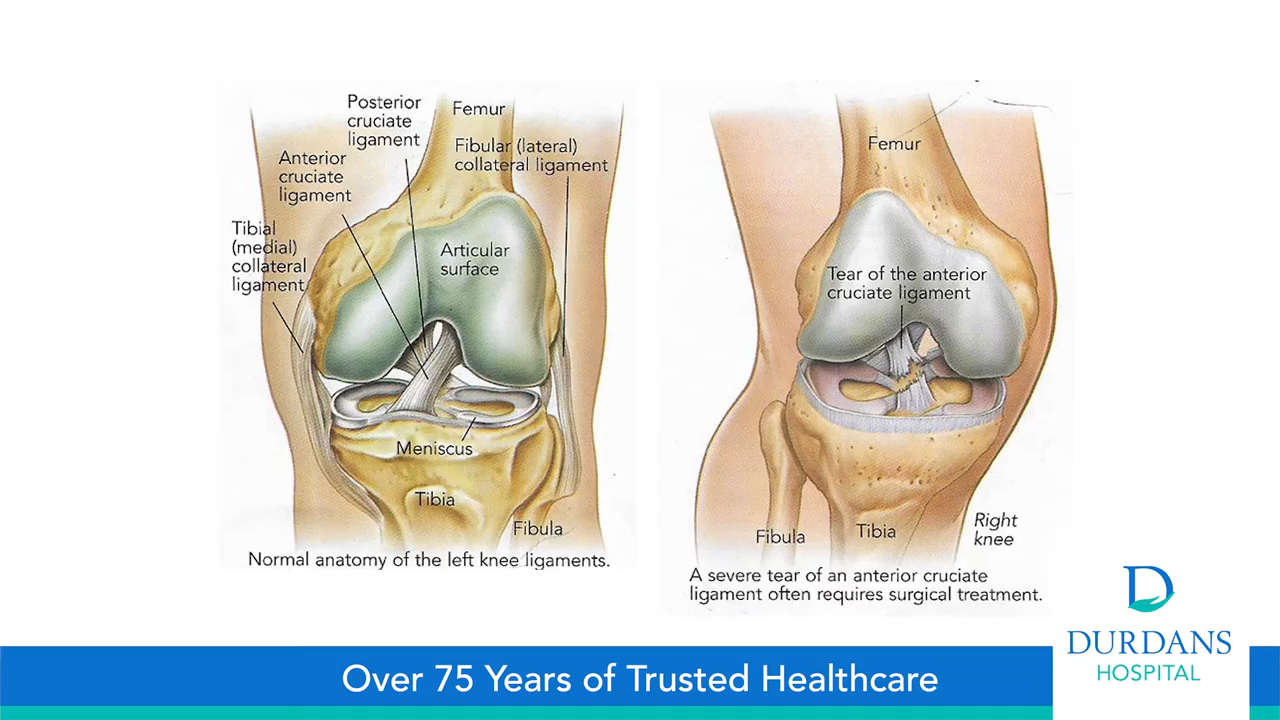 Posterior
cruciate
ligament
Femur
Fibular (lateral)
collateral ligament
Anterior
cruciate
ligament
Tibial
(medial)
collateral
ligament
Articular
surface
Meniscus
Tibia
Fibula
Normal anatomy of the left knee ligaments.
Femur
Tear of the anterior
cruciate ligament
Right
knee
Fibula
Tibia
A severe tear of an anterior cruciate
ligament often requires surgical treatment.
D
DURDANS
HOSPITAL
Over 75 Years of Trusted Healthcare